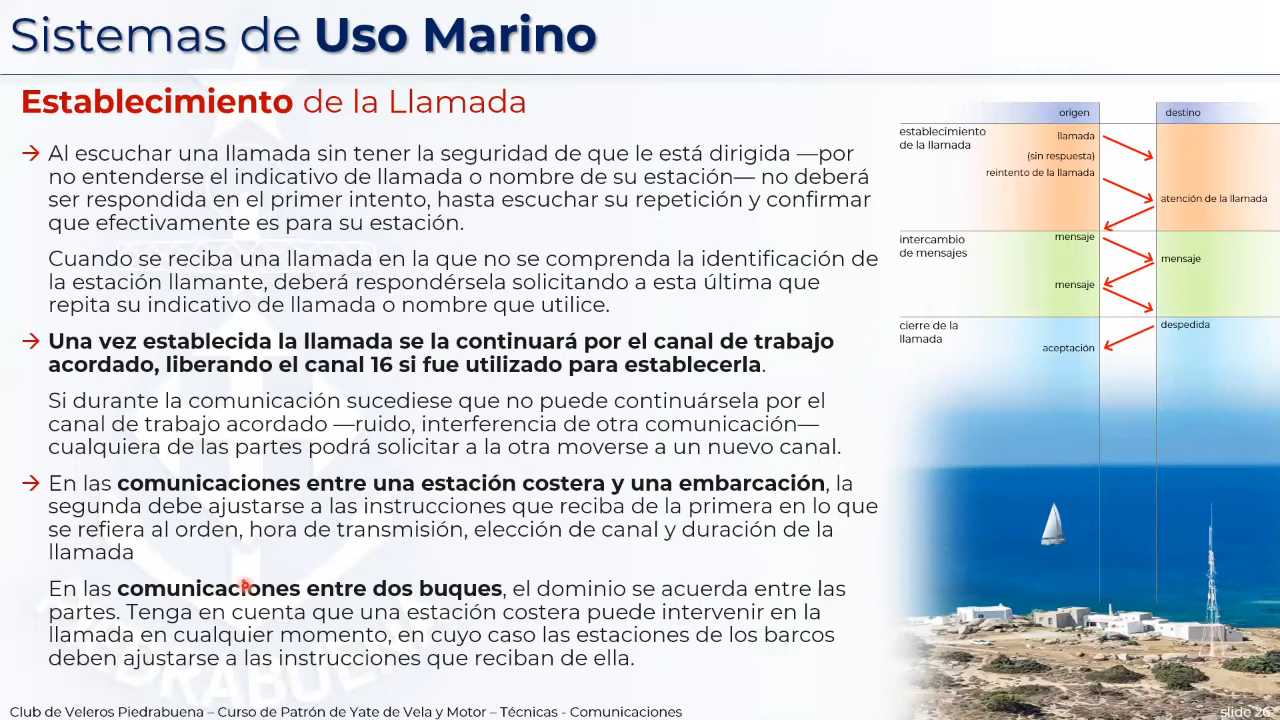 Sistemas de Uso Marino
Establecimiento de la Llamada
→ Al escuchar una llamada sin tener la seguridad de que le está dirigida —por
no entenderse el indicativo de llamada o nombre de su estación— no deberá
ser respondida en el primer intento, hasta escuchar su repetición y confirmar
que efectivamente es para su estación.
Cuando se reciba una llamada en la que no se comprenda la identificación de
la estación llamante, deberá respondérsela solicitando a esta última que
repita su indicativo de llamada o nombre que utilice.
→ Una vez establecida la llamada se la continuará por el canal de trabajo
acordado, liberando el canal 16 si fue utilizado para establecerla.
Si durante la comunicación sucediese que no puede continuársela por el
canal de trabajo acordado —ruido, interferencia de otra comunicación—
cualquiera de las partes podrá solicitar a la otra moverse a un nuevo canal.
→ En las comunicaciones entre una estación costera y una embarcación, la
segunda debe ajustarse a las instrucciones que reciba de la primera en lo que
se refiera al orden, hora de transmisión, elección de canal y duración de la
llamada
En las comunicaciones entre dos buques, el dominio se acuerda entre las
partes. Tenga en cuenta que una estación costera puede intervenir en la
llamada en cualquier momento, en cuyo caso las estaciones de los barcos
deben ajustarse a las instrucciones que reciban de ella.
origen
destino
establecimiento
de la llamada
llamada
(sin respuesta)
reintento de la llamada
atención de la llamada
intercambio
de mensajes
mensaje
mensaje
mensaje
cierre de la
llamada
despedida
aceptación
Club de Veleros Piedrabuena – Curso de Patrón de Yate de Vela y Motor – Técnicas - Comunicaciones
slide 26